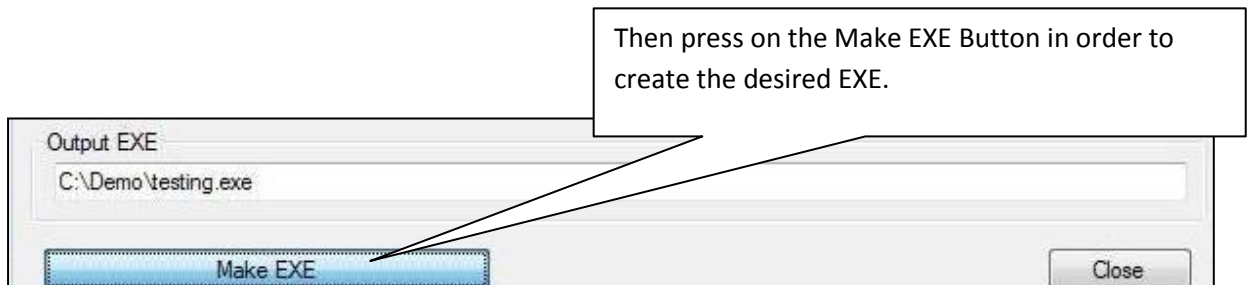 Then press on the Make EXE Button in order to
create the desired EXE.
Output EXE
C:\Demo\testing.exe
Make EXE
Close